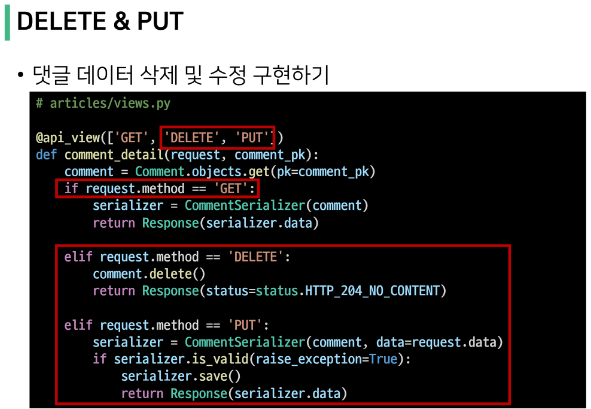 DELETE & PUT
• 댓글 데이터 삭제 및 수정 구현하기
# articles/views.py
@api_view(['GET', 'DELETE', 'PUT'])
def comment_detail(request, comment_pk):
    comment = Comment.objects.get(pk=comment_pk)
    if request.method == 'GET':
        serializer = CommentSerializer(comment)
        return Response(serializer.data)
    elif request.method == 'DELETE':
        comment.delete()
        return Response(status=status.HTTP_204_NO_CONTENT)
    elif request.method == 'PUT':
        serializer = CommentSerializer(comment, data=request.data)
        if serializer.is_valid(raise_exception=True):
            serializer.save()
            return Response(serializer.data)